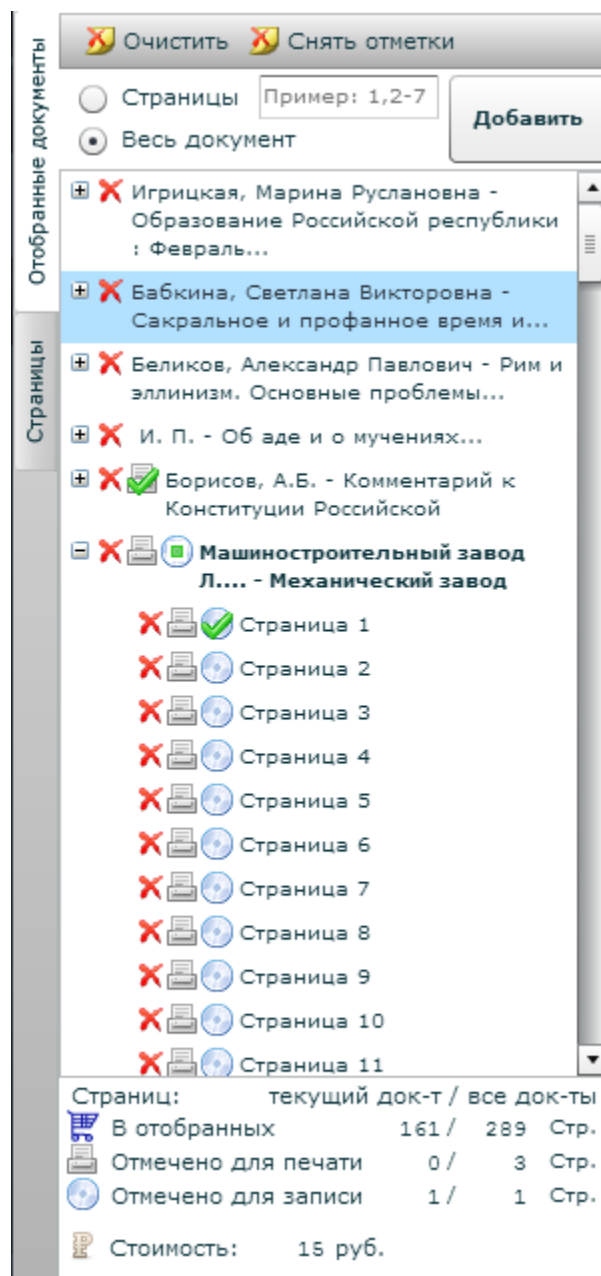 Отобранные документы
Страницы
Очистить Снять отметки
Страницы Пример: 1,2-7
Весь документ
Добавить
Игрицкая, Марина Руслановна -
Образование Российской республики
: Февраль...
Бабкина, Светлана Викторовна -
Сакральное и профанное время и...
Беликов, Александр Павлович - Рим и
эллинизм. Основные проблемы...
И. П. - Об аде и о мучениях...
Борисов, А.Б. - Комментарий к
Конституции Российской
Машиностроительный завод
Л.... - Механический завод
Страница 1
Страница 2
Страница 3
Страница 4
Страница 5
Страница 6
Страница 7
Страница 8
Страница 9
Страница 10
Страница 11
Страниц: текущий док-т / все док-ты
В отобранных 161 / 289 Стр.
Отмечено для печати 0 / 3 Стр.
Отмечено для записи 1 / 1 Стр.
Стоимость: 15 руб.